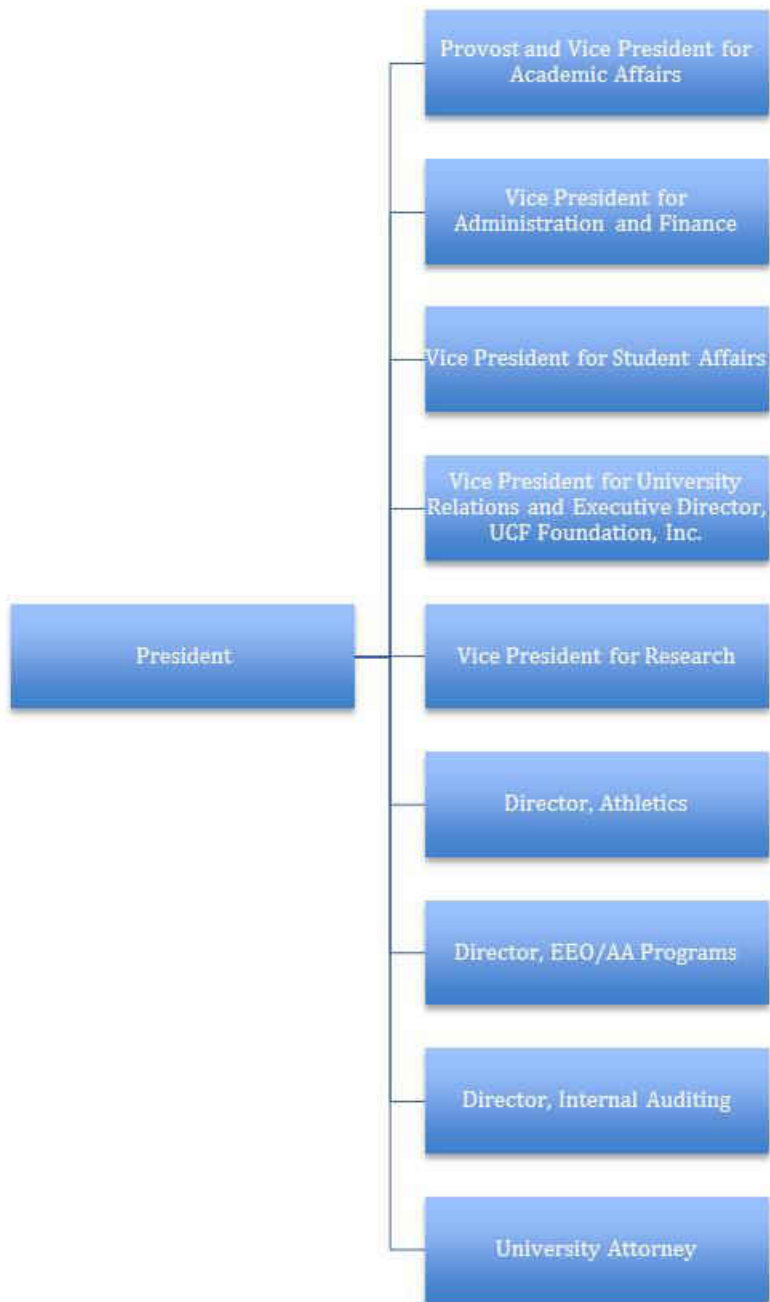 Provost and Vice President for
Academic Affairs
Vice President for
Administration and Finance
Vice President for Student Affairs
Vice President for University
Relations and Executive Director,
UCF Foundation, Inc.
President
Vice President for Research
Director, Athletics
Director, EEO/AA Programs
Director, Internal Auditing
University Attorney